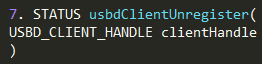 7. STATUS usbdClientUnregister(
USBD_CLIENT_HANDLE clientHandle
)